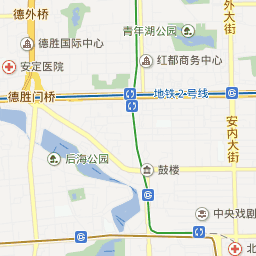 德外桥
青年湖公园
外大街
德胜国际中心
安定医院
红都商务中心
德胜门桥
地铁2号线
安内大街
后海公园
鼓楼
中央戏剧
北